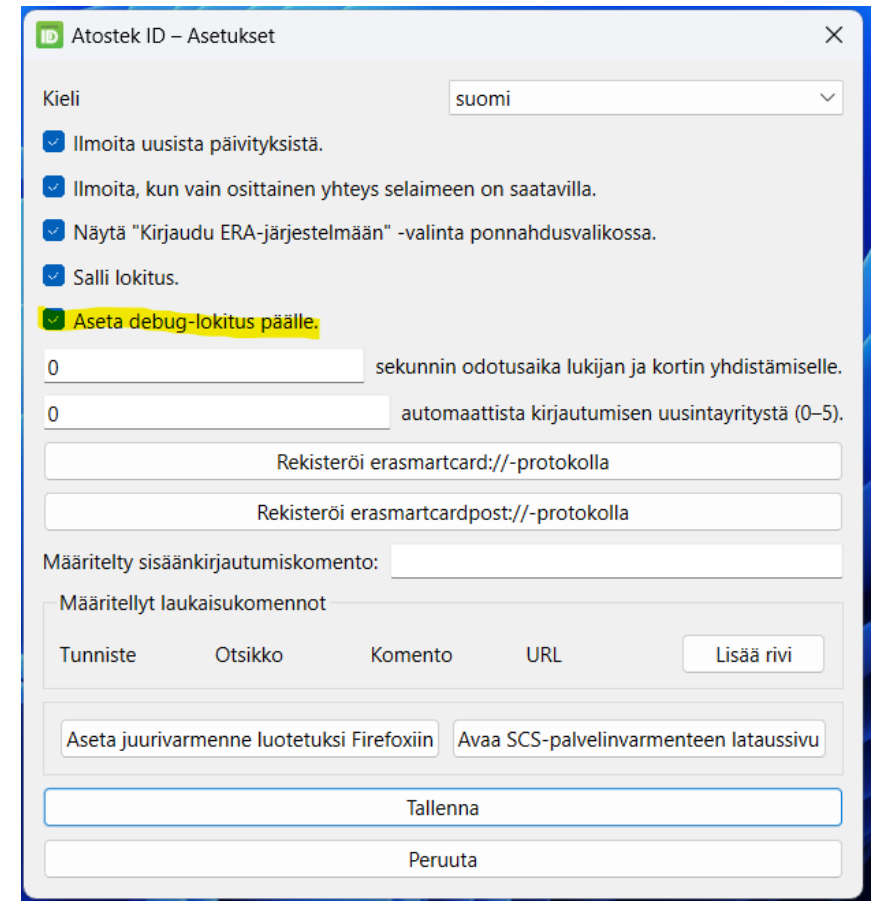 ID Atostek ID – Asetukset
Kieli suomi
Ilmoita uusista päivityksistä.
Ilmoita, kun vain osittainen yhteys selaimeen on saatavilla.
Näytä "Kirjaudu ERA-järjestelmään" -valinta ponnahdusvalikossa.
Salli lokitus.
Aseta debug-lokitus päälle.
0 sekunnin odotusaika lukijan ja kortin yhdistämiselle.
0 automaattista kirjautumisen uusintayritystä (0–5).
Rekisteröi erasmartcard://-protokolla
Rekisteröi erasmartcardpost://-protokolla
Määritelty sisäänkirjautumiskomento:
Määritellyt laukaisukomennot
Tunniste Otsikko Komento URL Lisää rivi
Aseta juurivarmenne luotetuksi Firefoxiin Avaa SCS-palvelinvarmenteen lataussivu
Tallenna
Peruuta